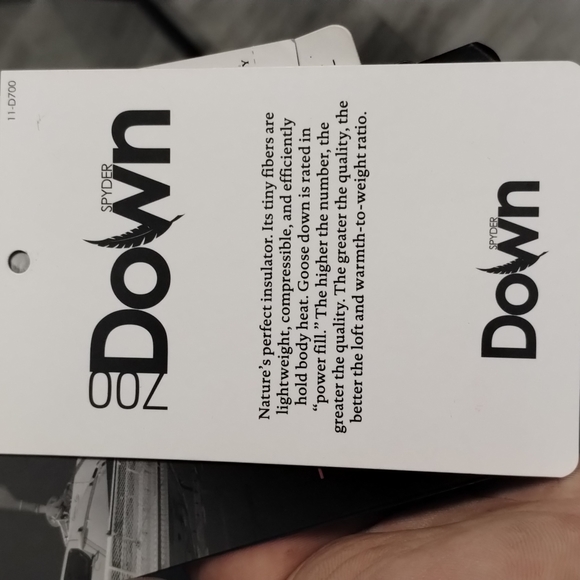 11-D700
SPYDER
700 Down
Nature's perfect insulator. Its tiny fibers are
lightweight, compressible, and efficiently
hold body heat. Goose down is rated in
“power fill.” The higher the number, the
greater the quality. The greater the quality, the
better the loft and warmth-to-weight ratio.
SPYDER
Down